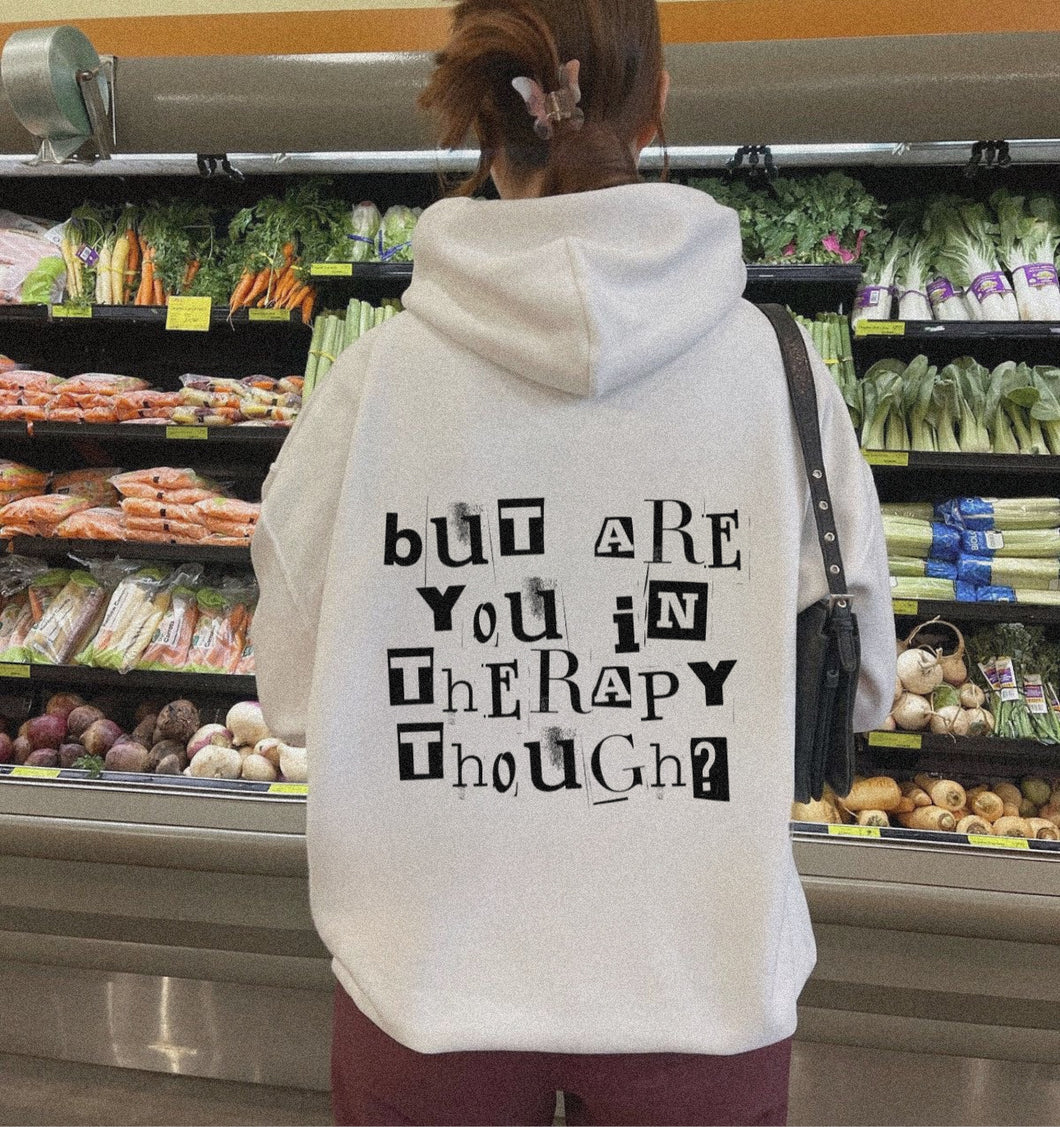 bUT ARE
You iN
ThERAPY
ThouGh?